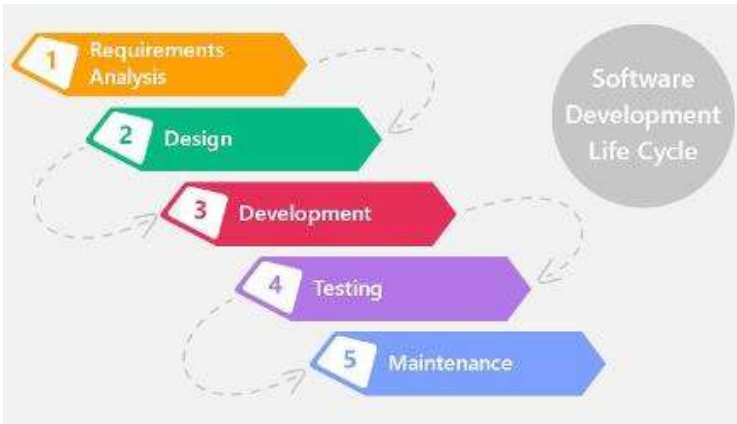 1
Requirements
Analysis
2
Design
3
Development
4
Testing
5
Maintenance
Software
Development
Life Cycle